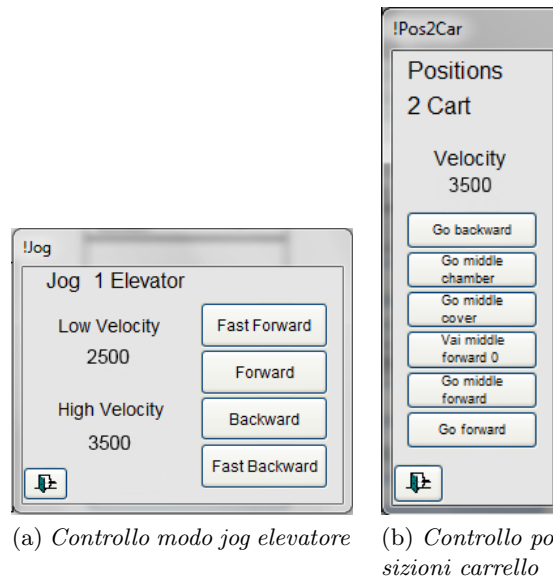 !Jog
Jog 1 Elevator
Low Velocity
2500
High Velocity
3500
Fast Forward
Forward
Backward
Fast Backward
(a) Controllo modo jog elevatore
!Pos2Car
Positions
2 Cart
Velocity
3500
Go backward
Go middle
chamber
Go middle
cover
Vai middle
forward 0
Go middle
forward
Go forward
(b) Controllo po
sizioni carrello